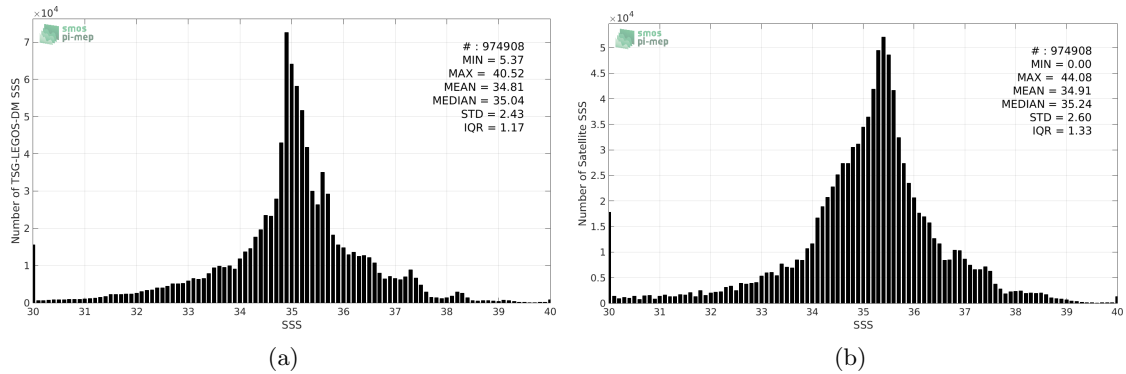 ×10⁴
smos
pi-mep
# : 974908
MIN = 5.37
MAX = 40.52
MEAN = 34.81
MEDIAN = 35.04
STD = 2.43
IQR = 1.17
Number of TSG-LEGOS-DM SSS
7
6
5
4
3
2
1
0
30 31 32 33 34 35 36 37 38 39 40
SSS
(a)
×10⁴
smos
pi-mep
# : 974908
MIN = 0.00
MAX = 44.08
MEAN = 34.91
MEDIAN = 35.24
STD = 2.60
IQR = 1.33
Number of Satellite SSS
5
4.5
4
3.5
3
2.5
2
1.5
1
0.5
0
30 31 32 33 34 35 36 37 38 39 40
SSS
(b)